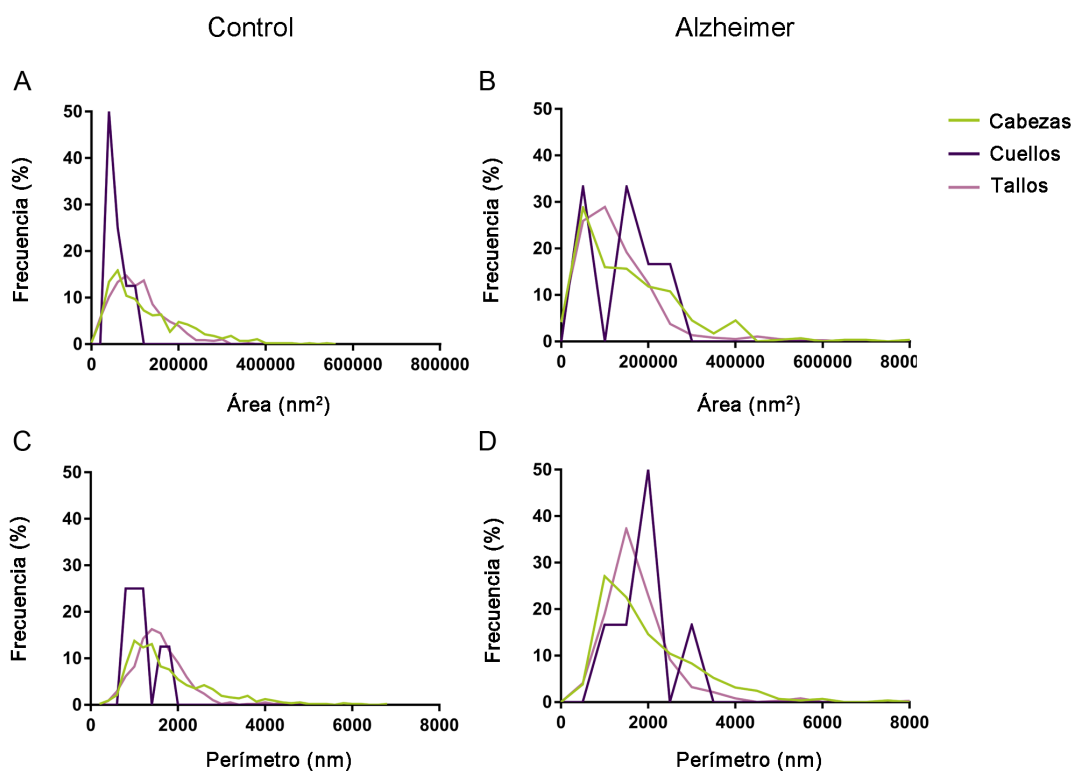 Control
Alzheimer
A
B
50
40
30
20
10
0
Frecuencia (%)
0
200000
400000
600000
800000
Área (nm²)
50
40
30
20
10
0
Frecuencia (%)
0
200000
400000
600000
80000
Área (nm²)
Cabezas
Cuellos
Tallos
C
D
50
40
30
20
10
0
Frecuencia (%)
0
2000
4000
6000
8000
Perímetro (nm)
50
40
30
20
10
0
Frecuencia (%)
0
2000
4000
6000
8000
Perímetro (nm)